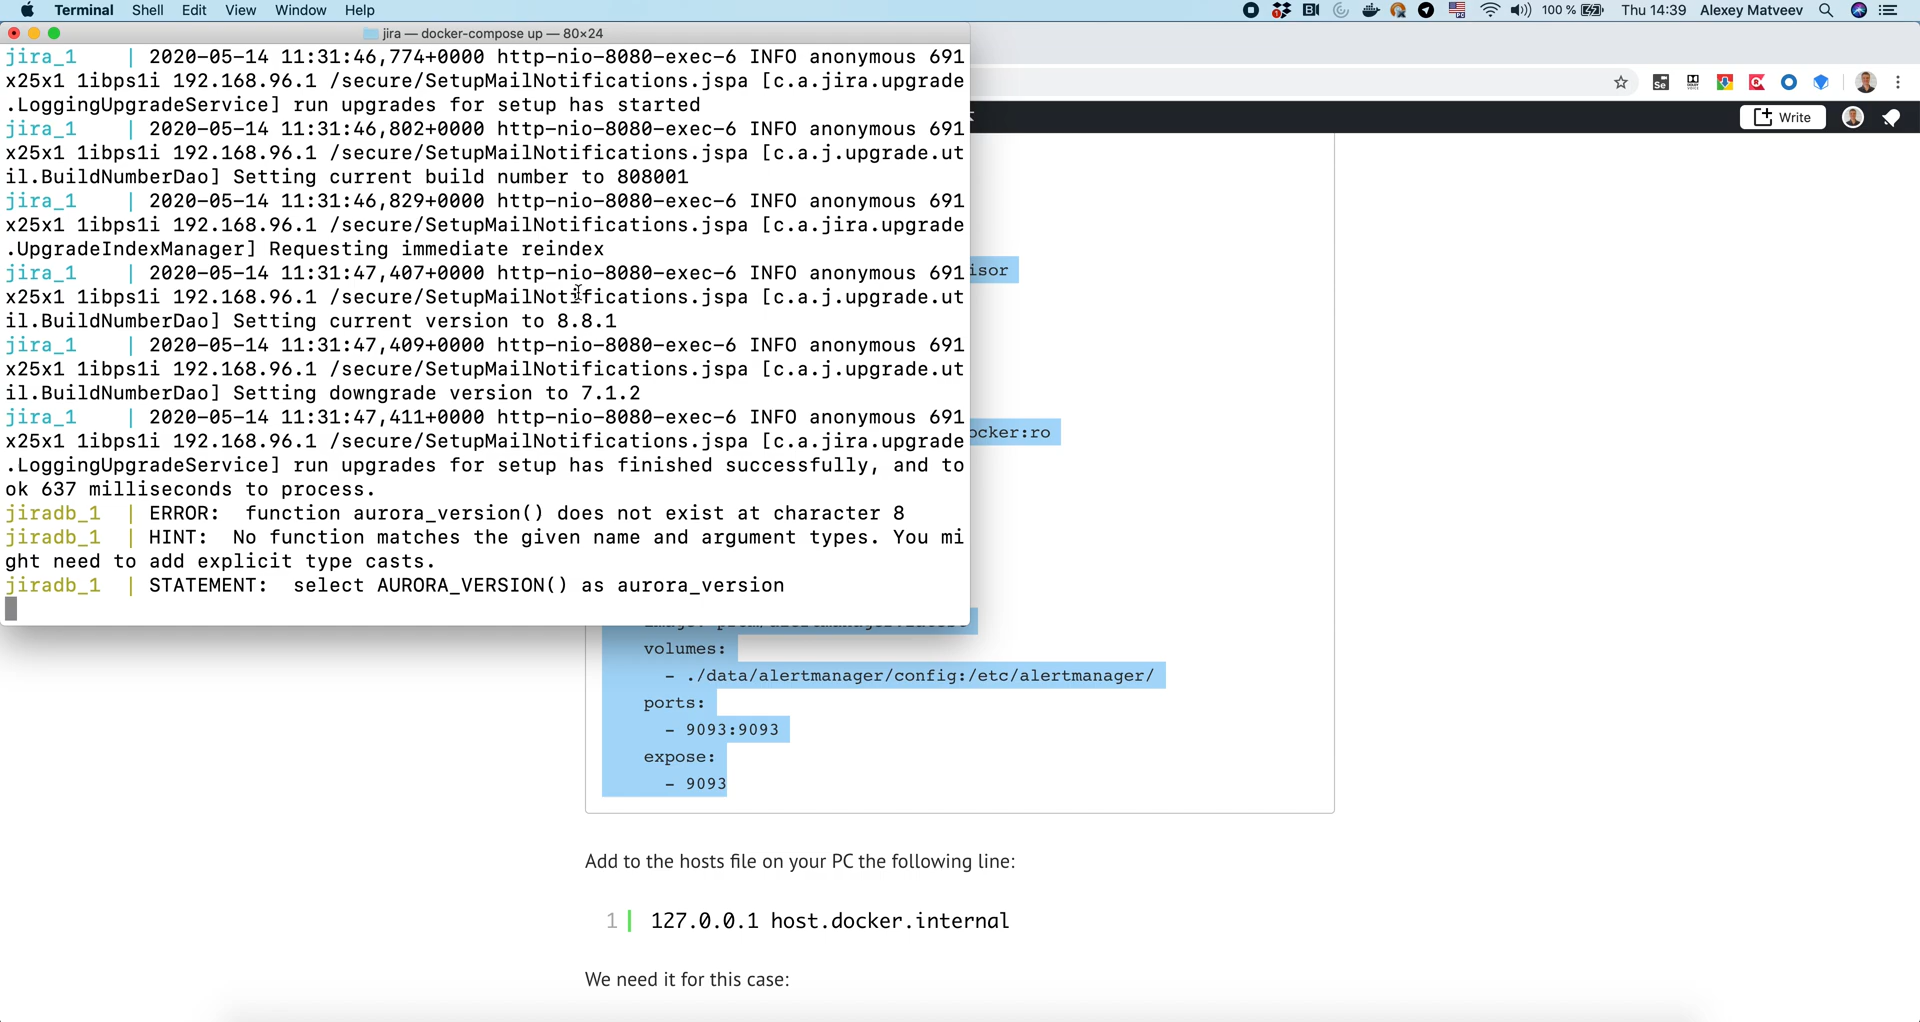 Terminal Shell Edit View Window Help 100 % Thu 14:39 Alexey Matveev
jira — docker-compose up — 80×24
jira_1 | 2020-05-14 11:31:46,774+0000 http-nio-8080-exec-6 INFO anonymous 691
x25x1 1ibps1i 192.168.96.1 /secure/SetupMailNotifications.jspa [c.a.jira.upgrade
.LoggingUpgradeService] run upgrades for setup has started
jira_1 | 2020-05-14 11:31:46,802+0000 http-nio-8080-exec-6 INFO anonymous 691
x25x1 1ibps1i 192.168.96.1 /secure/SetupMailNotifications.jspa [c.a.j.upgrade.ut
il.BuildNumberDao] Setting current build number to 808001
jira_1 | 2020-05-14 11:31:46,829+0000 http-nio-8080-exec-6 INFO anonymous 691
x25x1 1ibps1i 192.168.96.1 /secure/SetupMailNotifications.jspa [c.a.jira.upgrade
.UpgradeIndexManager] Requesting immediate reindex
jira_1 | 2020-05-14 11:31:47,407+0000 http-nio-8080-exec-6 INFO anonymous 691
x25x1 1ibps1i 192.168.96.1 /secure/SetupMailNotifications.jspa [c.a.j.upgrade.ut
il.BuildNumberDao] Setting current version to 8.8.1
jira_1 | 2020-05-14 11:31:47,409+0000 http-nio-8080-exec-6 INFO anonymous 691
x25x1 1ibps1i 192.168.96.1 /secure/SetupMailNotifications.jspa [c.a.j.upgrade.ut
il.BuildNumberDao] Setting downgrade version to 7.1.2
jira_1 | 2020-05-14 11:31:47,411+0000 http-nio-8080-exec-6 INFO anonymous 691
x25x1 1ibps1i 192.168.96.1 /secure/SetupMailNotifications.jspa [c.a.jira.upgrade
.LoggingUpgradeService] run upgrades for setup has finished successfully, and to
ok 637 milliseconds to process.
jiradb_1 | ERROR: function aurora_version() does not exist at character 8
jiradb_1 | HINT: No function matches the given name and argument types. You mi
ght need to add explicit type casts.
jiradb_1 | STATEMENT: select AURORA_VERSION() as aurora_version
Write
isor
ocker:ro
volumes:
- ./data/alertmanager/config:/etc/alertmanager/
ports:
- 9093:9093
expose:
- 9093
Add to the hosts file on your PC the following line:
1 127.0.0.1 host.docker.internal
We need it for this case: